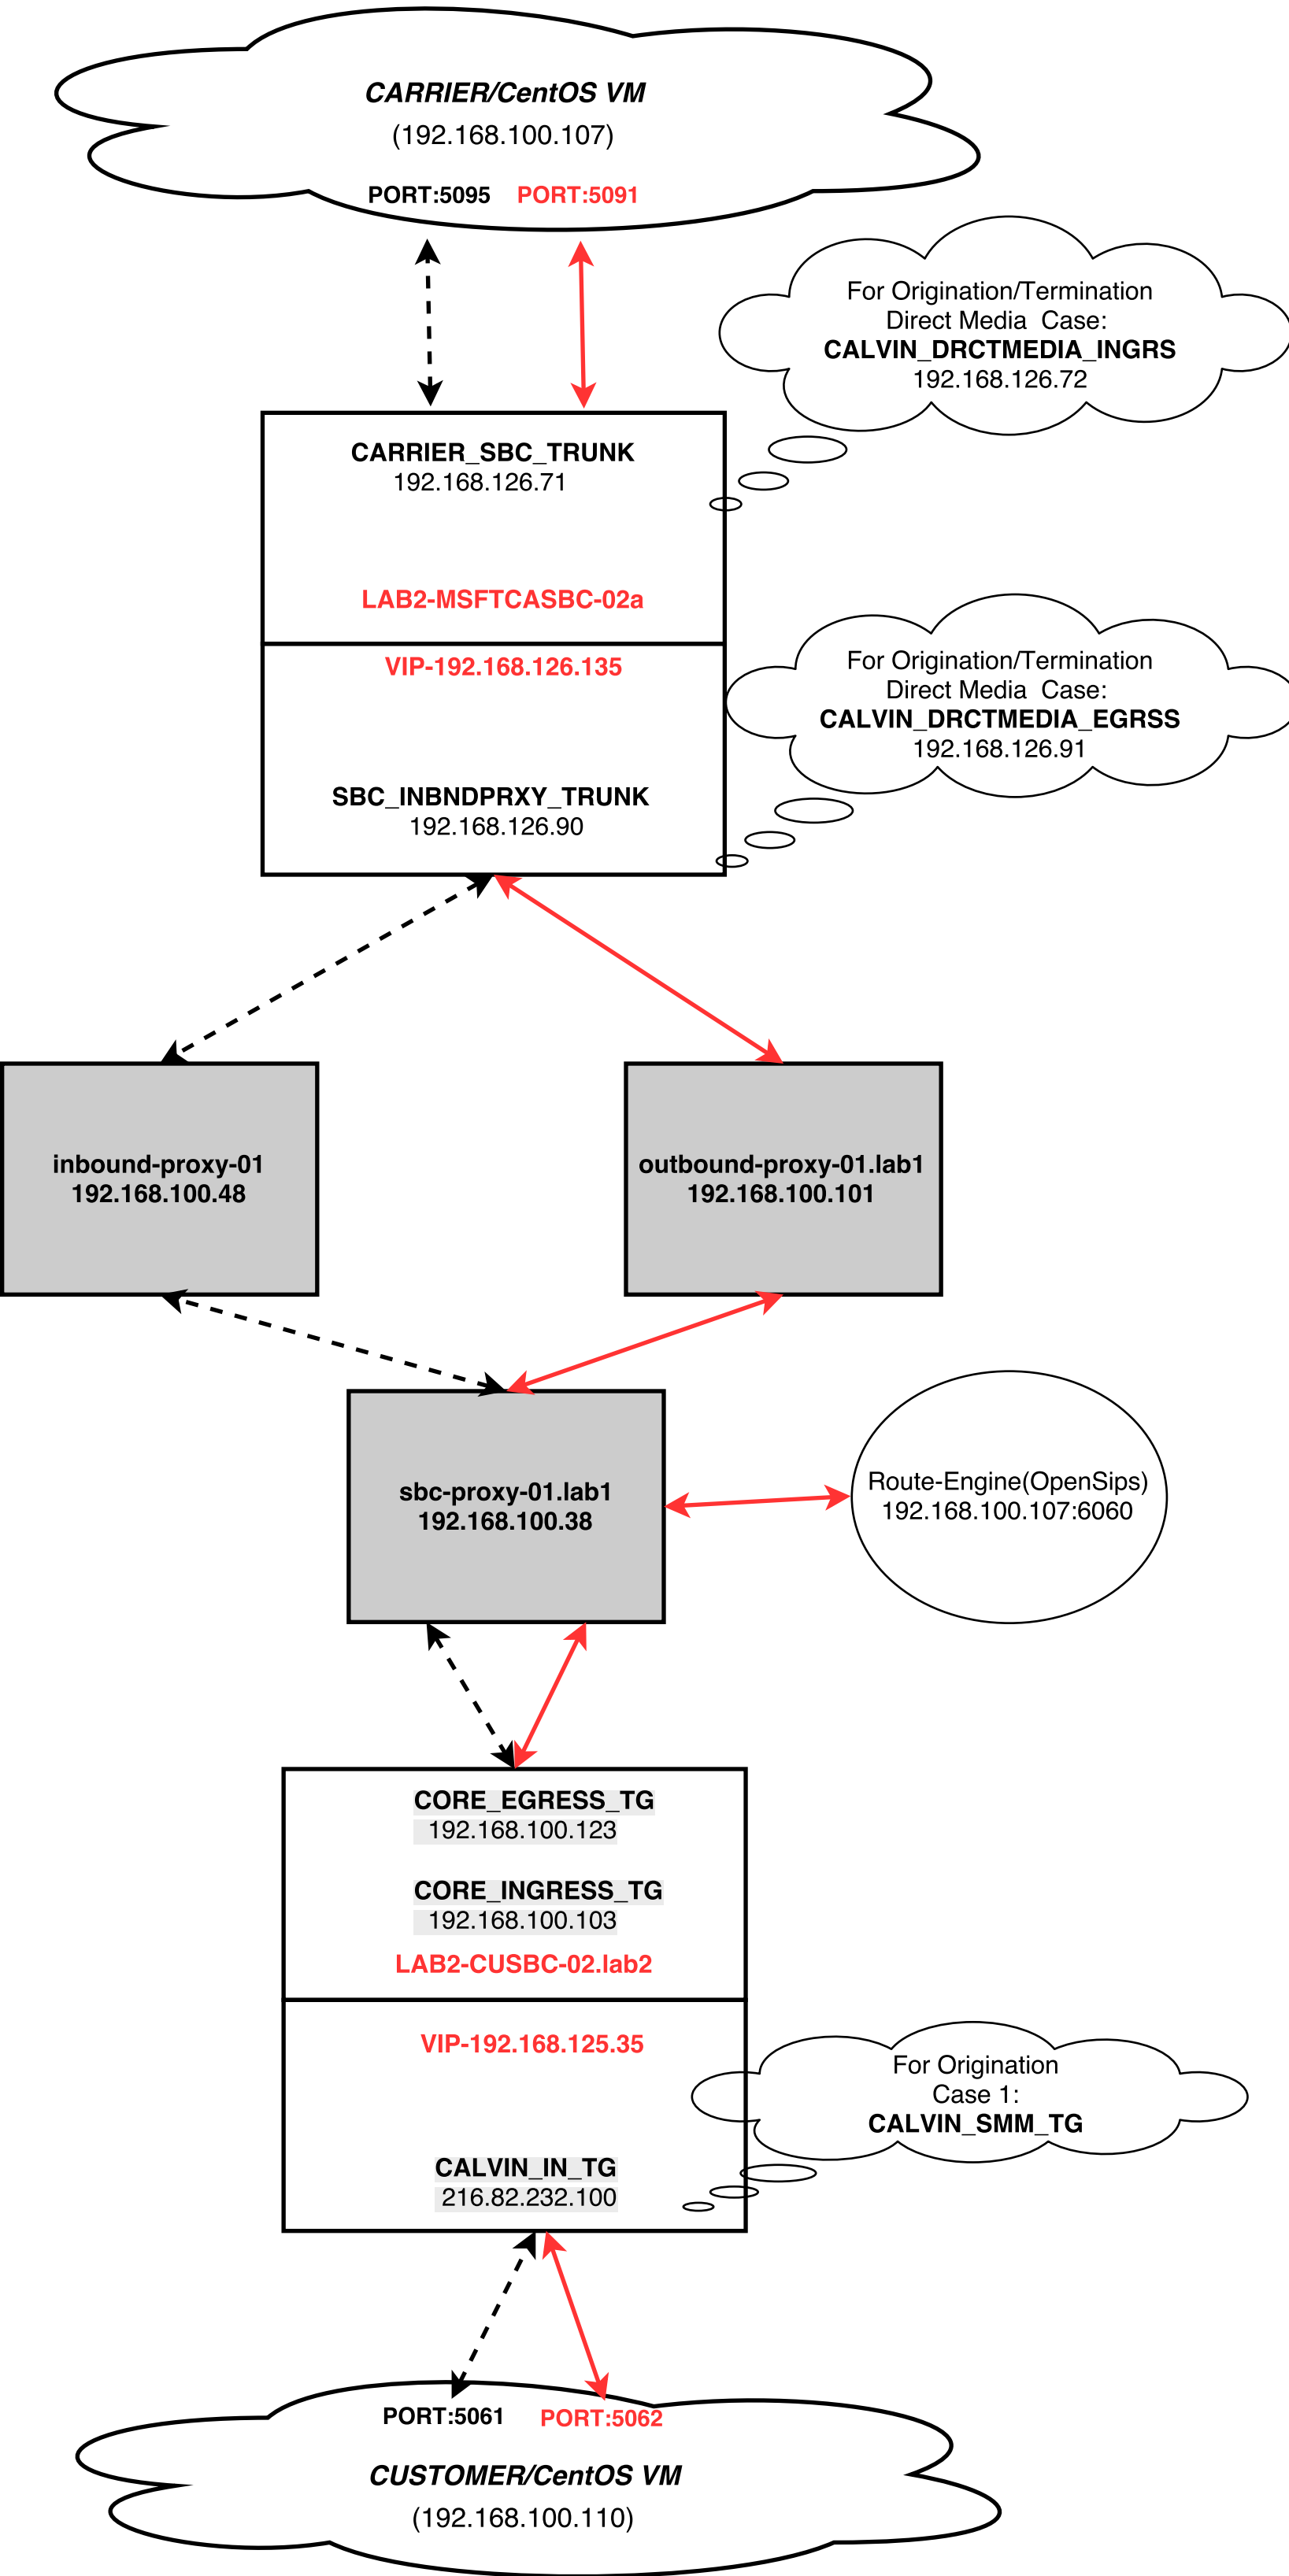 CARRIER/CentOS VM
(192.168.100.107)
PORT:5095 PORT:5091
For Origination/Termination
Direct Media Case:
CALVIN_DRCTMEDIA_INGRS
192.168.126.72
CARRIER_SBC_TRUNK
192.168.126.71
LAB2-MSFTCASBC-02a
VIP-192.168.126.135
For Origination/Termination
Direct Media Case:
CALVIN_DRCTMEDIA_EGRSS
192.168.126.91
SBC_INBNDPRXY_TRUNK
192.168.126.90
inbound-proxy-01
192.168.100.48
outbound-proxy-01.lab1
192.168.100.101
sbc-proxy-01.lab1
192.168.100.38
Route-Engine(OpenSips)
192.168.100.107:6060
CORE_EGRESS_TG
192.168.100.123
CORE_INGRESS_TG
192.168.100.103
LAB2-CUSBC-02.lab2
VIP-192.168.125.35
For Origination
Case 1:
CALVIN_SMM_TG
CALVIN_IN_TG
216.82.232.100
PORT:5061 PORT:5062
CUSTOMER/CentOS VM
(192.168.100.110)